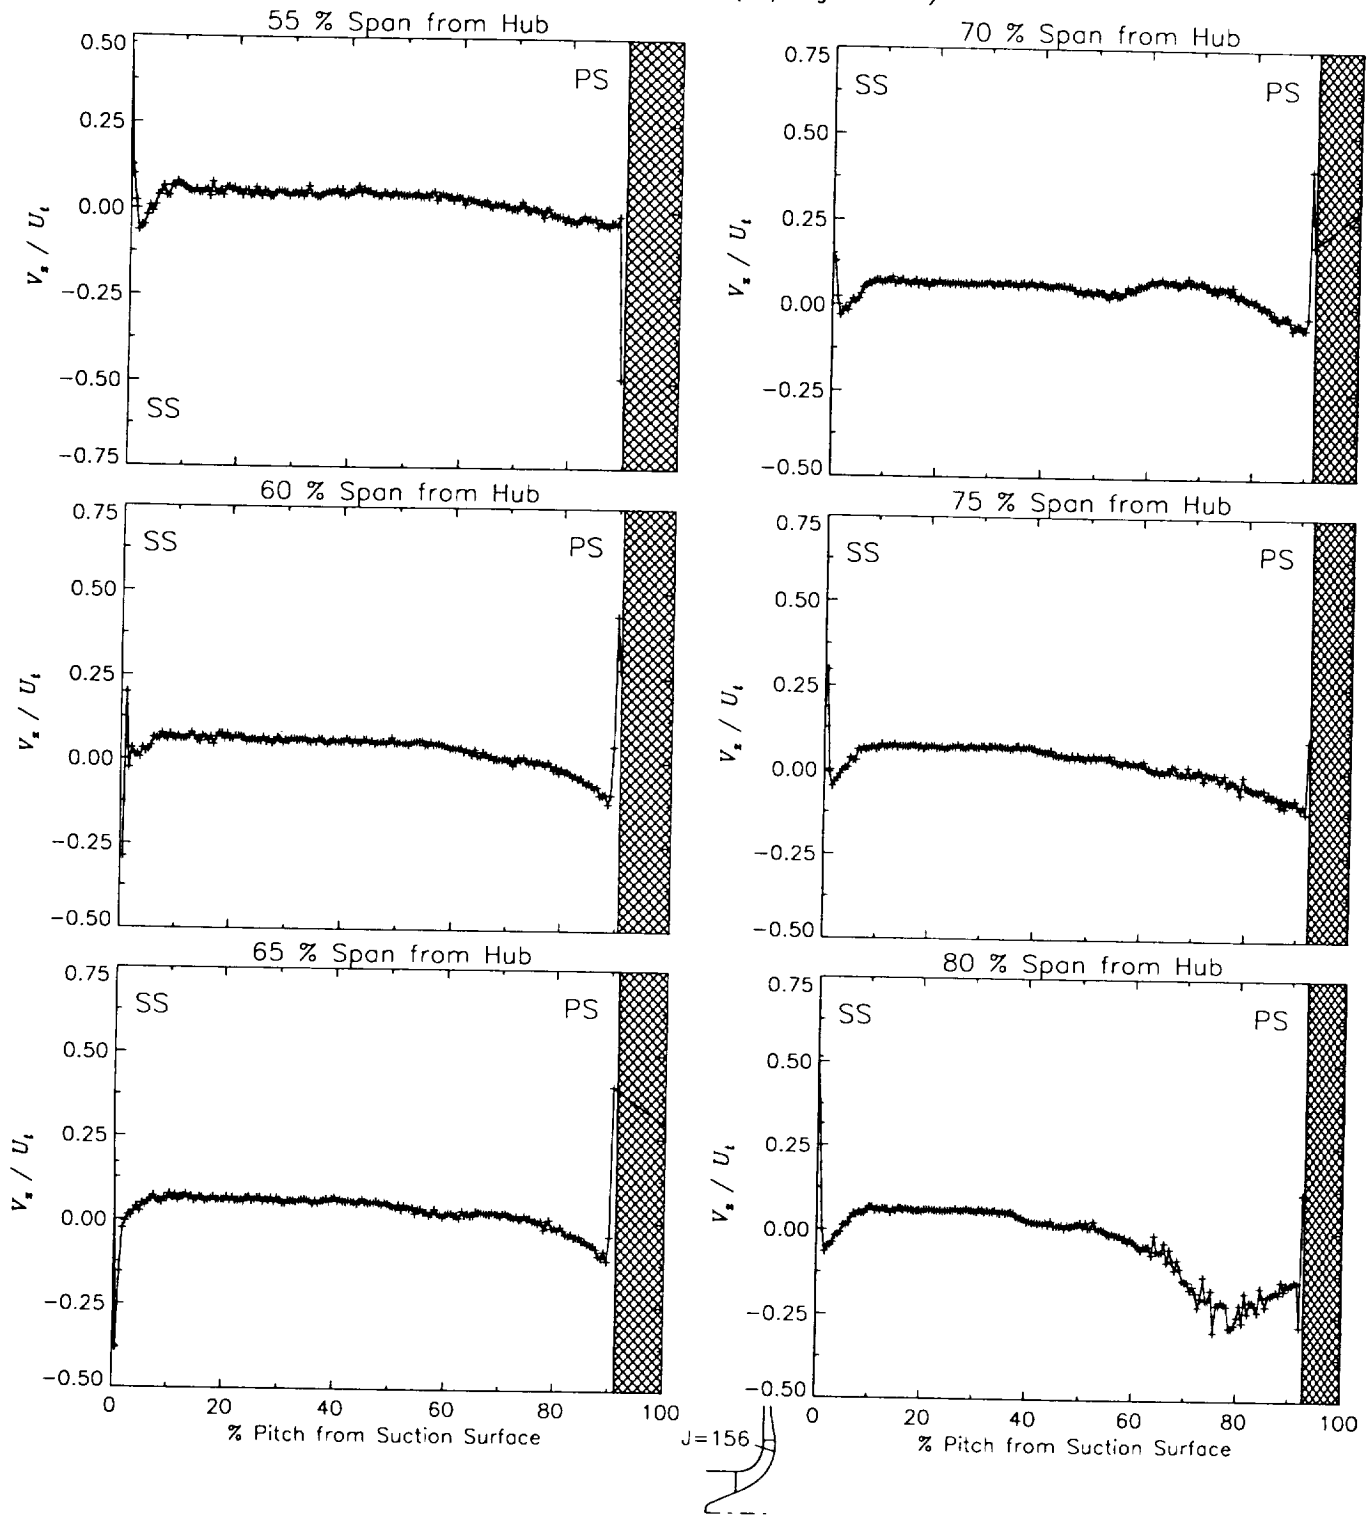 55 % Span from Hub
0.50
0.25
0.00
−0.25
−0.50
−0.75
V_z / U_t
SS
PS
60 % Span from Hub
0.75
0.50
0.25
0.00
−0.25
−0.50
V_z / U_t
SS
PS
65 % Span from Hub
0.75
0.50
0.25
0.00
−0.25
−0.50
V_z / U_t
SS
PS
0 20 40 60 80 100
% Pitch from Suction Surface
70 % Span from Hub
0.75
0.50
0.25
0.00
−0.25
−0.50
V_z / U_t
SS
PS
75 % Span from Hub
0.75
0.50
0.25
0.00
−0.25
−0.50
V_z / U_t
SS
PS
80 % Span from Hub
0.75
0.50
0.25
0.00
−0.25
−0.50
V_z / U_t
SS
PS
0 20 40 60 80 100
% Pitch from Suction Surface
J=156